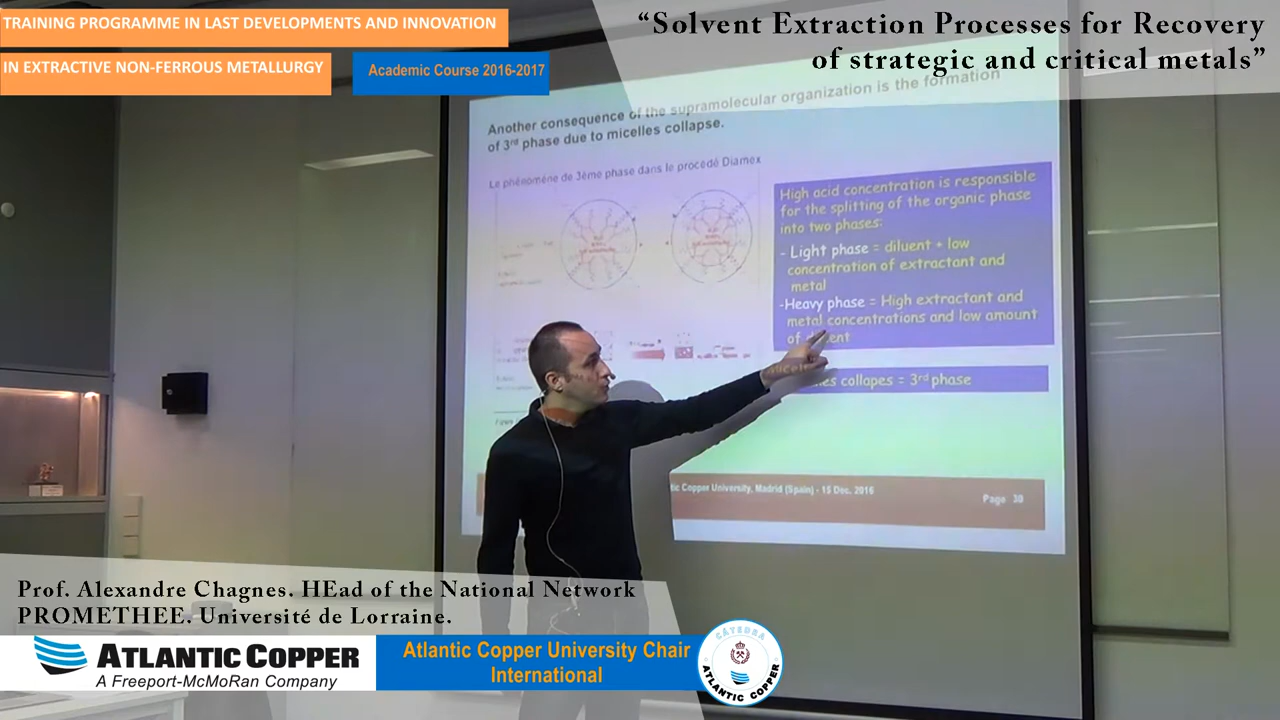 TRAINING PROGRAMME IN LAST DEVELOPMENTS AND INNOVATION
IN EXTRACTIVE NON-FERROUS METALLURGY
Academic Course 2016-2017
“Solvent Extraction Processes for Recovery
of strategic and critical metals”
Another consequence of the supramolecular organization is the formation
of 3rd phase due to micelles collapse.
Le phénomène de 3ème phase dans le procédé Diamex
High acid concentration is responsible
for the splitting of the organic phase
into two phases:
- Light phase = diluent + low
concentration of extractant and
metal
-Heavy phase = High extractant and
metal concentrations and low amount
of
collapes = 3rd phase
Copper University, Madrid (Spain) - 15 Dec. 2016
Page 30
Prof. Alexandre Chagnes. HEad of the National Network
PROMETHEE. Université de Lorraine.
ATLANTIC COPPER
A Freeport-McMoRan Company
Atlantic Copper University Chair
International
CÁTEDRA
ATLANTIC COPPER